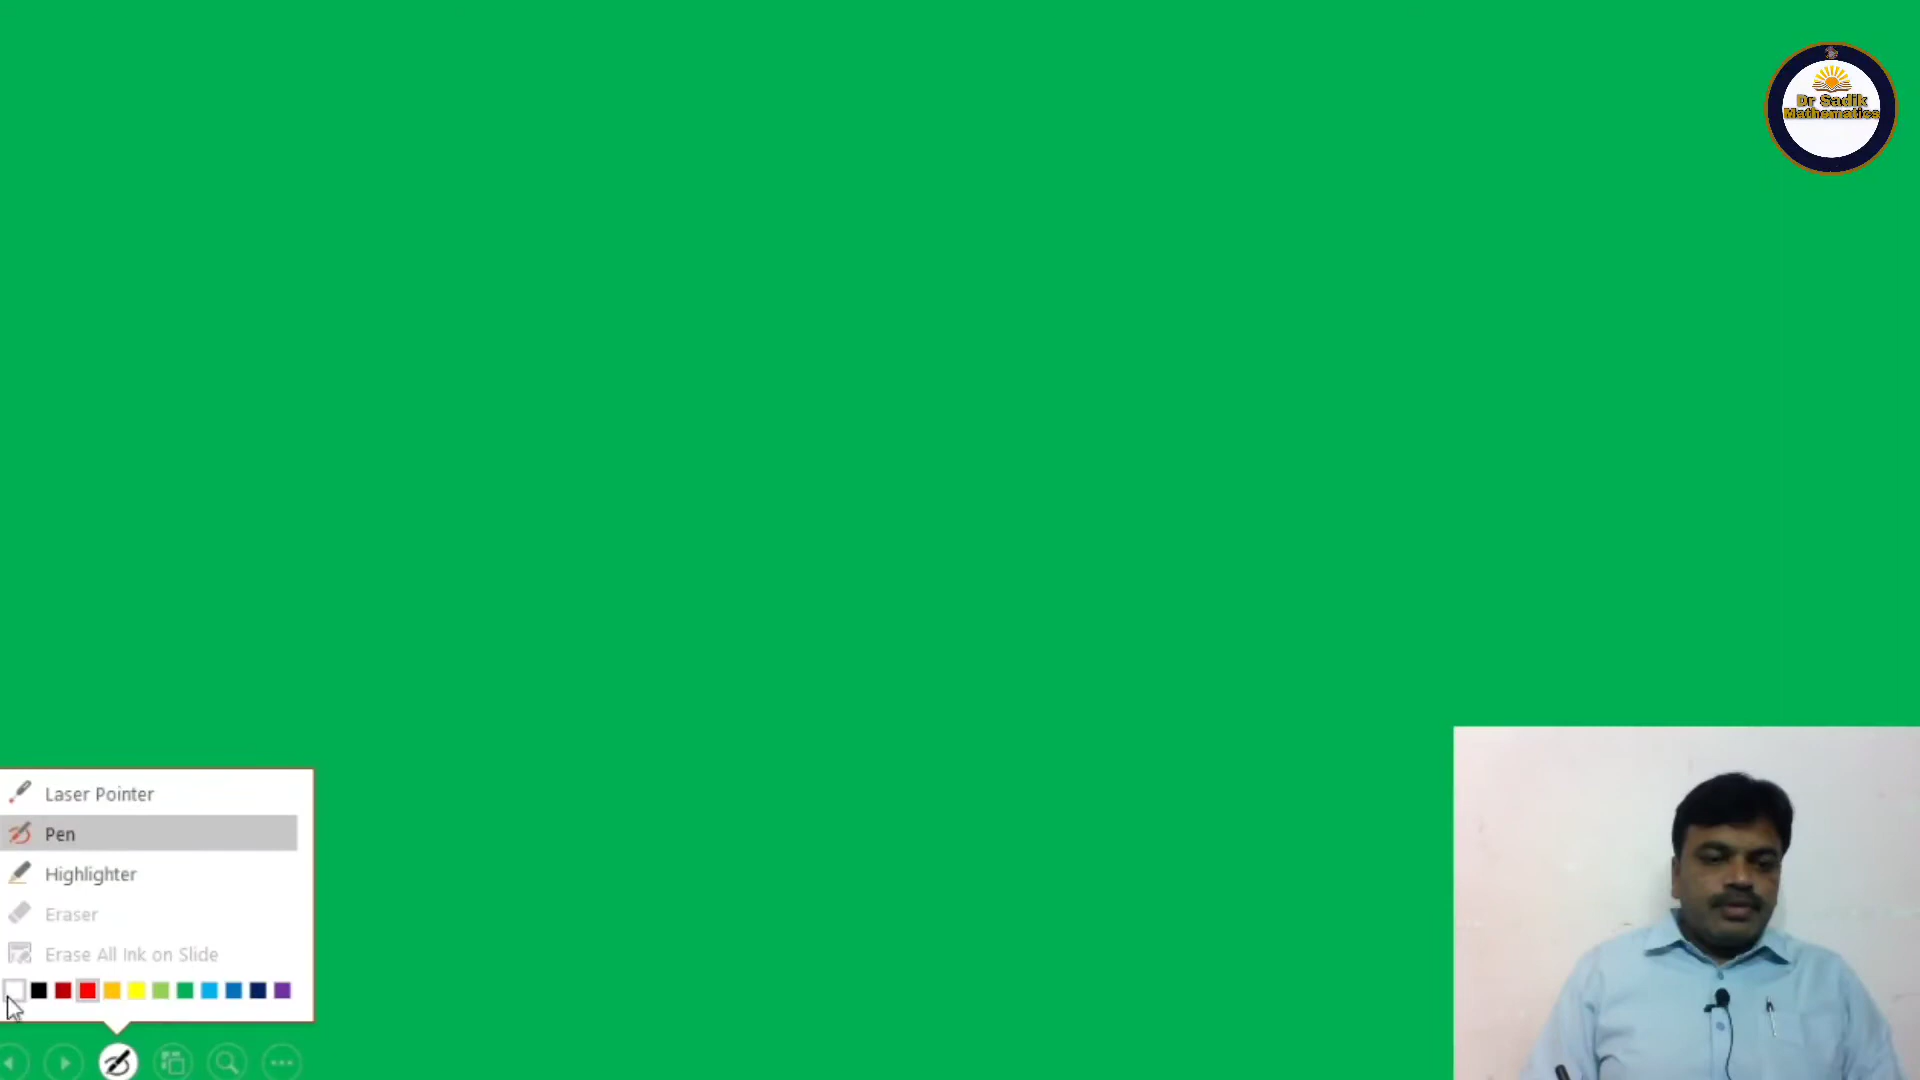 Dr Sadik
Mathematics
Laser Pointer
Pen
Highlighter
Eraser
Erase All Ink on Slide